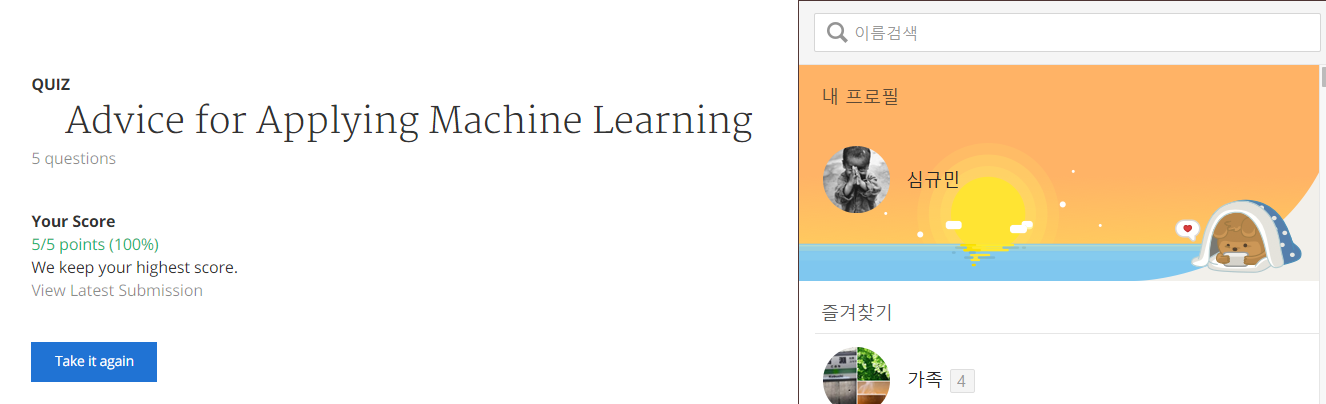 QUIZ
Advice for Applying Machine Learning
5 questions
Your Score
5/5 points (100%)
We keep your highest score.
View Latest Submission
Take it again
이름검색
내 프로필
심규민
즐겨찾기
가족 4